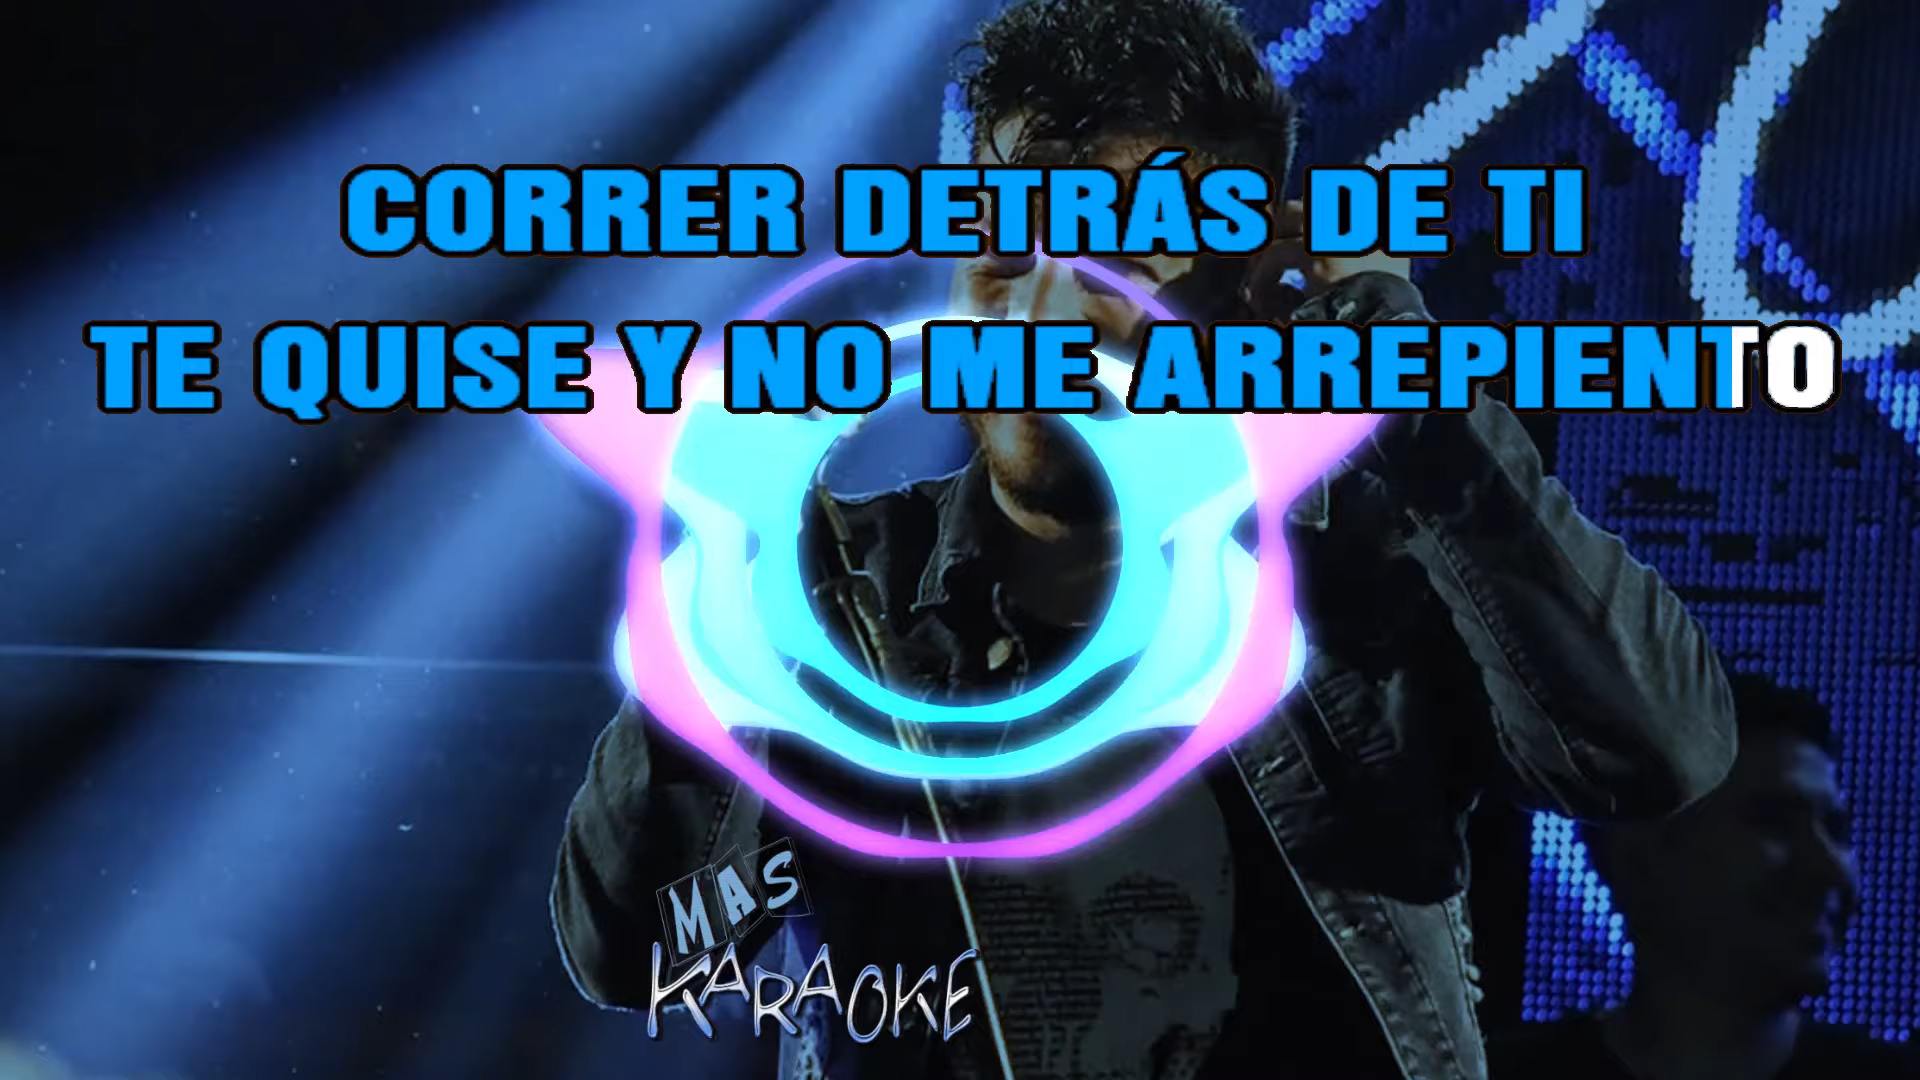 CORRER DETRÁS DE TI
TE QUISE Y NO ME ARREPIENTO
MAS
KARAOKE